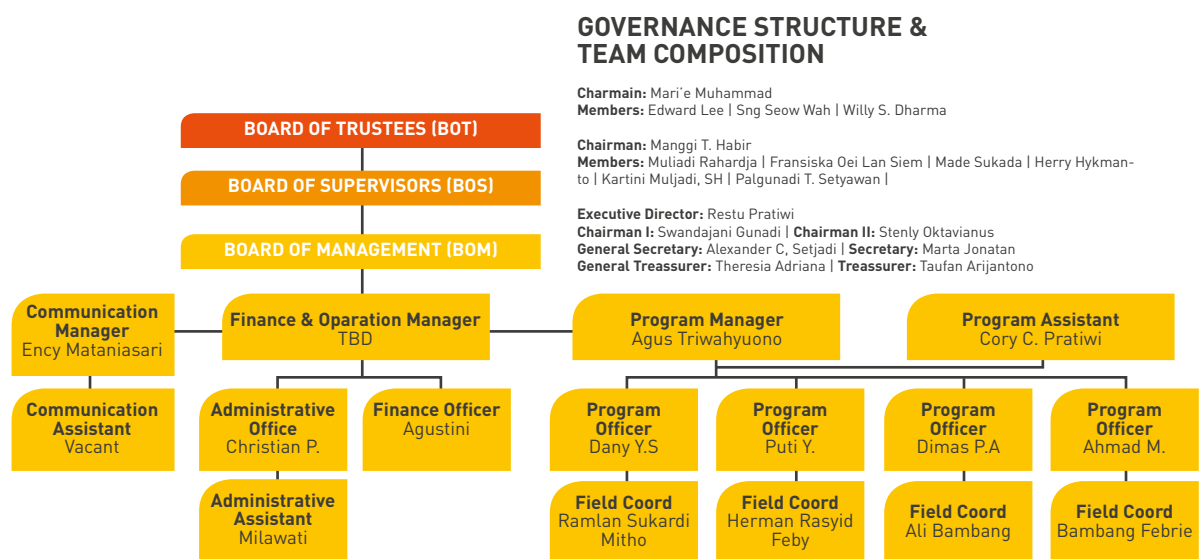 GOVERNANCE STRUCTURE &
TEAM COMPOSITION
Charmain: Mari'e Muhammad
Members: Edward Lee | Sng Seow Wah | Willy S. Dharma
BOARD OF TRUSTEES (BOT)
Chairman: Manggi T. Habir
Members: Muliadi Rahardja | Fransiska Oei Lan Siem | Made Sukada | Herry Hykman-
to | Kartini Muljadi, SH | Palgunadi T. Setyawan |
BOARD OF SUPERVISORS (BOS)
Executive Director: Restu Pratiwi
Chairman I: Swandajani Gunadi | Chairman II: Stenly Oktavianus
General Secretary: Alexander C, Setjadi | Secretary: Marta Jonatan
General Treassurer: Theresia Adriana | Treassurer: Taufan Arijantono
BOARD OF MANAGEMENT (BOM)
Communication
Manager
Ency Mataniasari
Finance & Oparation Manager
TBD
Program Manager
Agus Triwahyuono
Program Assistant
Cory C. Pratiwi
Communication
Assistant
Vacant
Administrative
Office
Christian P.
Finance Officer
Agustini
Program
Officer
Dany Y.S
Program
Officer
Puti Y.
Program
Officer
Dimas P.A
Program
Officer
Ahmad M.
Administrative
Assistant
Milawati
Field Coord
Ramlan Sukardi
Mitho
Field Coord
Herman Rasyid
Feby
Field Coord
Ali Bambang
Field Coord
Bambang Febrie